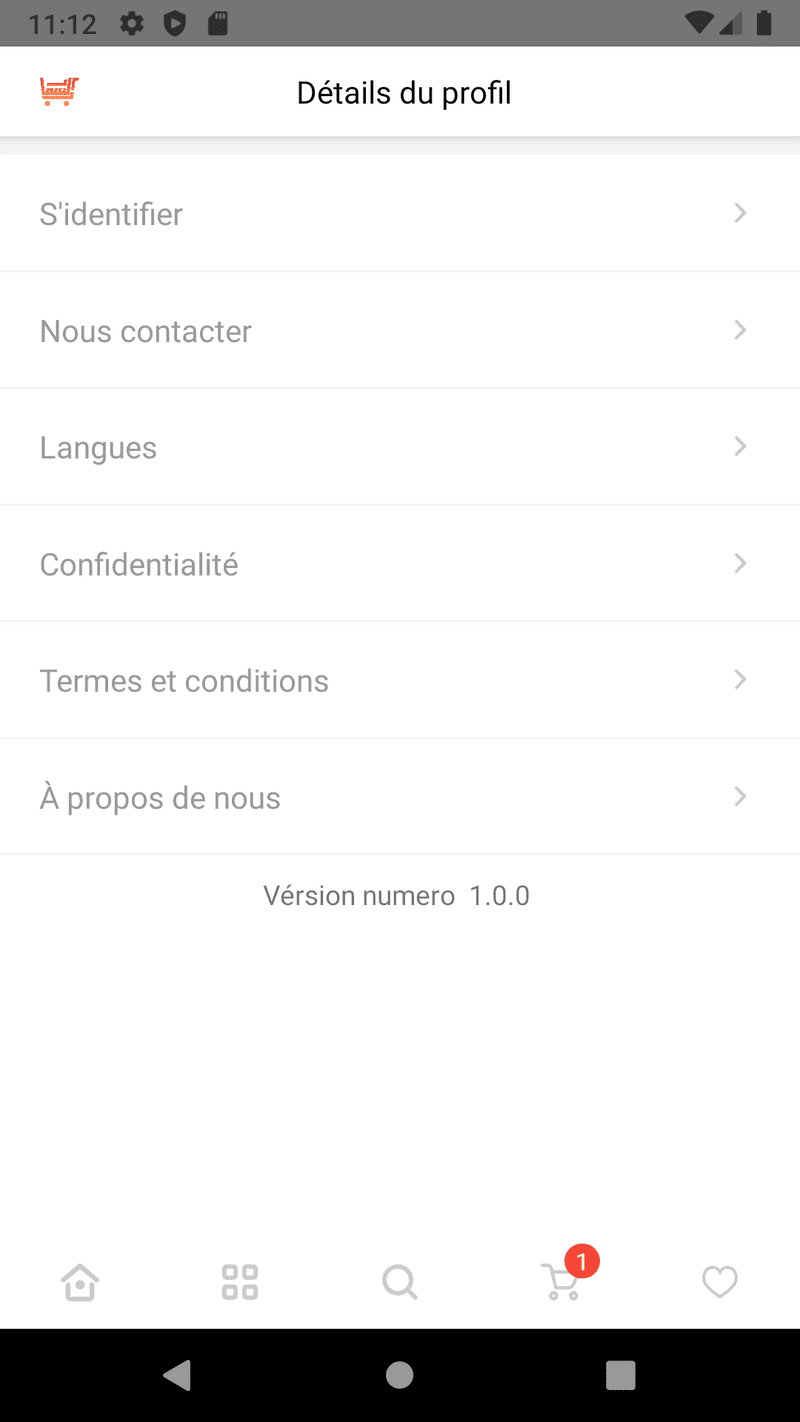 11:12
Détails du profil
S'identifier
Nous contacter
Langues
Confidentialité
Termes et conditions
À propos de nous
Vérsion numero 1.0.0
1